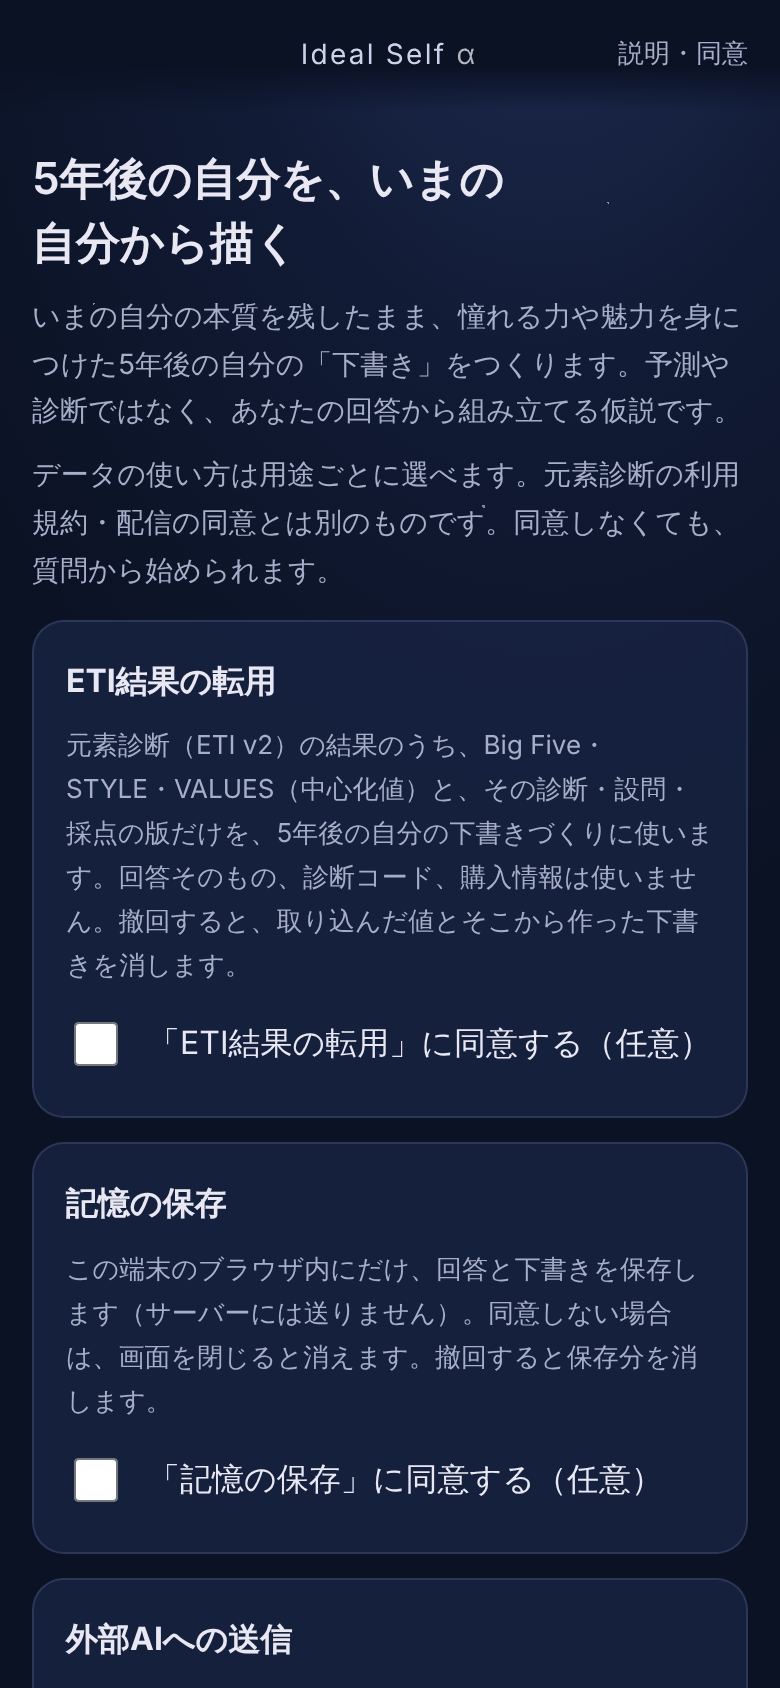 Ideal Self α
説明・同意
5年後の自分を、いまの
自分から描く
いまの自分の本質を残したまま、憧れる力や魅力を身に
つけた5年後の自分の「下書き」をつくります。予測や
診断ではなく、あなたの回答から組み立てる仮説です。
データの使い方は用途ごとに選べます。元素診断の利用
規約・配信の同意とは別のものです。同意しなくても、
質問から始められます。
ETI結果の転用
元素診断（ETI v2）の結果のうち、Big Five・
STYLE・VALUES（中心化値）と、その診断・設問・
採点の版だけを、5年後の自分の下書きづくりに使いま
す。回答そのもの、診断コード、購入情報は使いませ
ん。撤回すると、取り込んだ値とそこから作った下書
きを消します。
「ETI結果の転用」に同意する（任意）
記憶の保存
この端末のブラウザ内にだけ、回答と下書きを保存し
ます（サーバーには送りません）。同意しない場合
は、画面を閉じると消えます。撤回すると保存分を消
します。
「記憶の保存」に同意する（任意）
外部AIへの送信